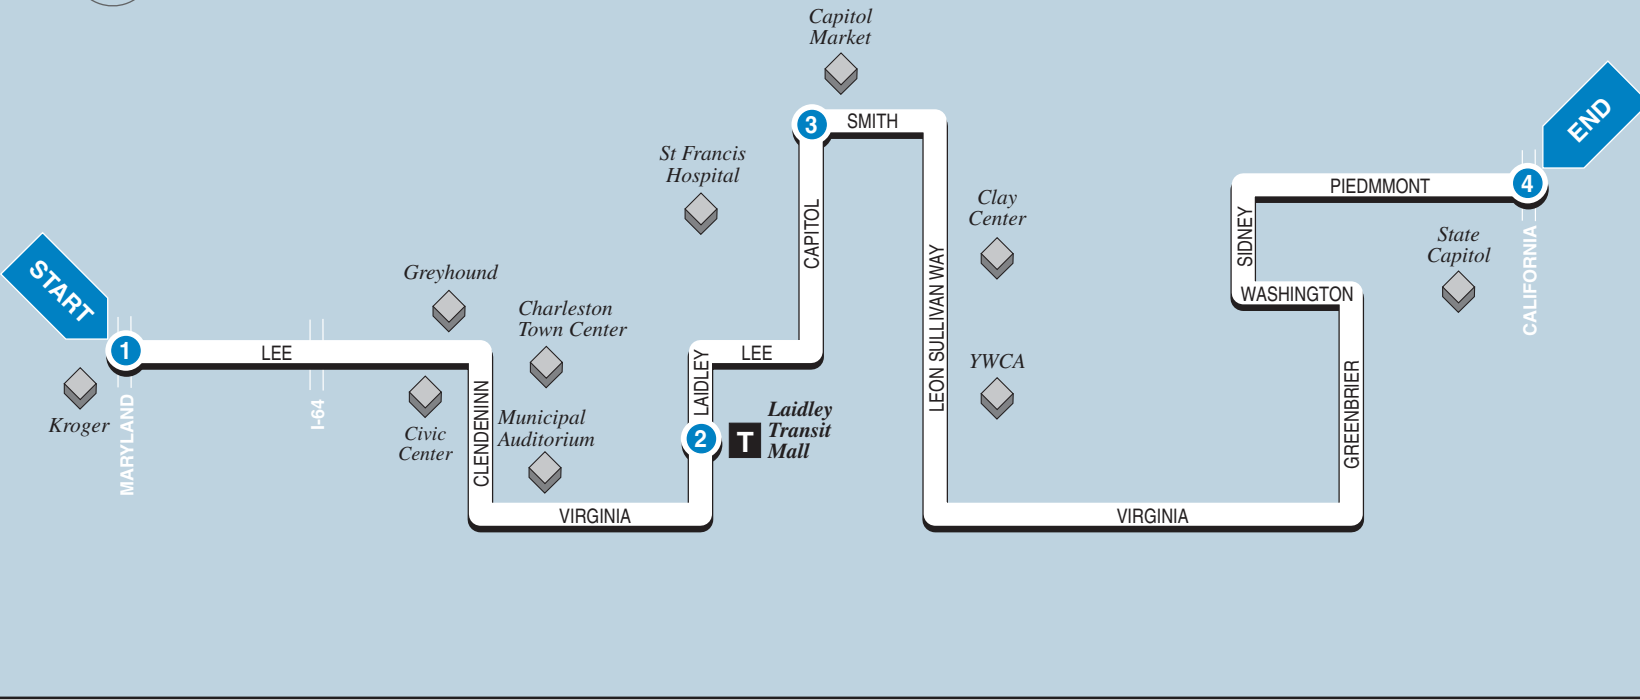 Capitol
Market
END
3
SMITH
St Francis
Hospital
CAPITOL
Clay
Center
4
PIEDMMONT
SIDNEY
State
Capitol
CALIFORNIA
START
Greyhound
Charleston
Town Center
LEON SULLIVAN WAY
WASHINGTON
1
LEE
I-64
LAIDLEY
LEE
YWCA
GREENBRIER
Kroger
MARYLAND
Civic
Center
CLENDENINN
Municipal
Auditorium
2
T
Laidley
Transit
Mall
VIRGINIA
VIRGINIA